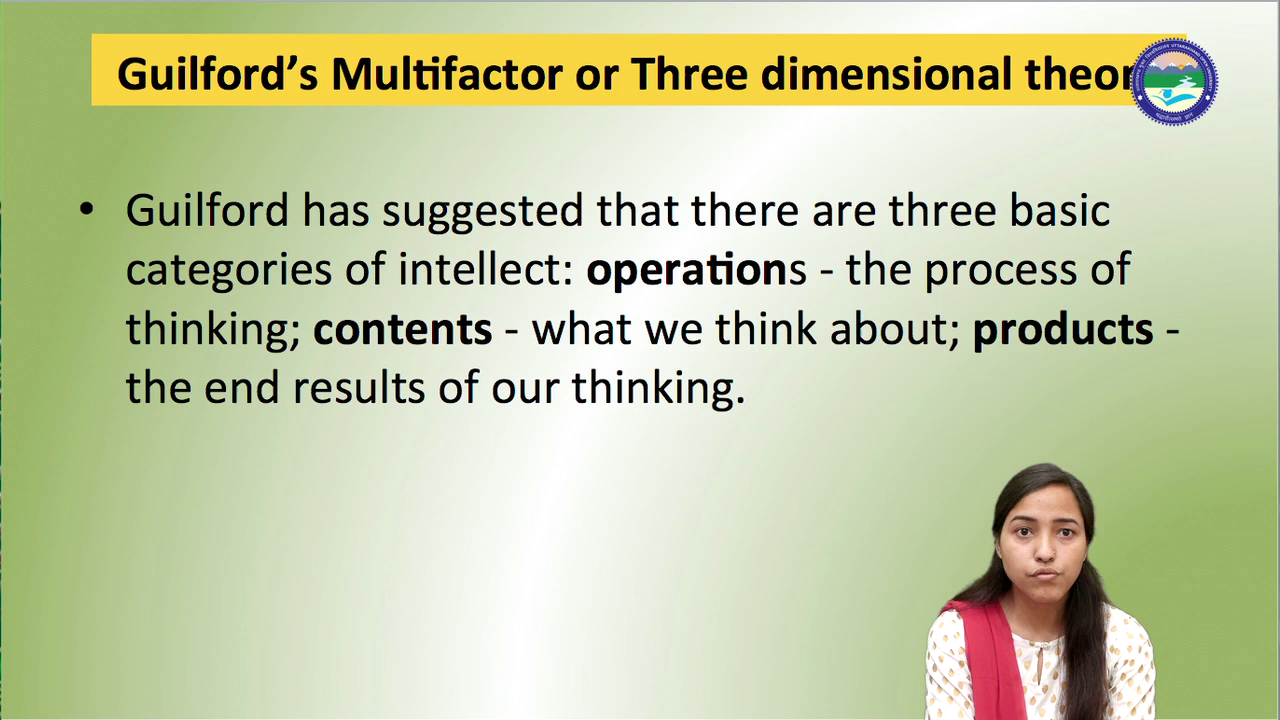 Guilford's Multifactor or Three dimensional theor
• Guilford has suggested that there are three basic
categories of intellect: operations - the process of
thinking; contents - what we think about; products -
the end results of our thinking.